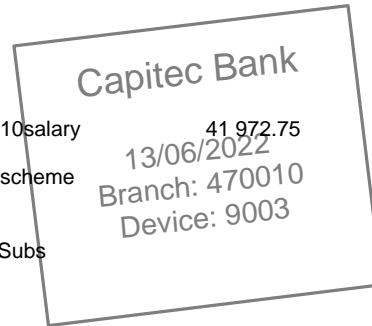 Capitec Bank
10salary 41 972.75
13/06/2022
scheme
Branch: 470010
Device: 9003
Subs